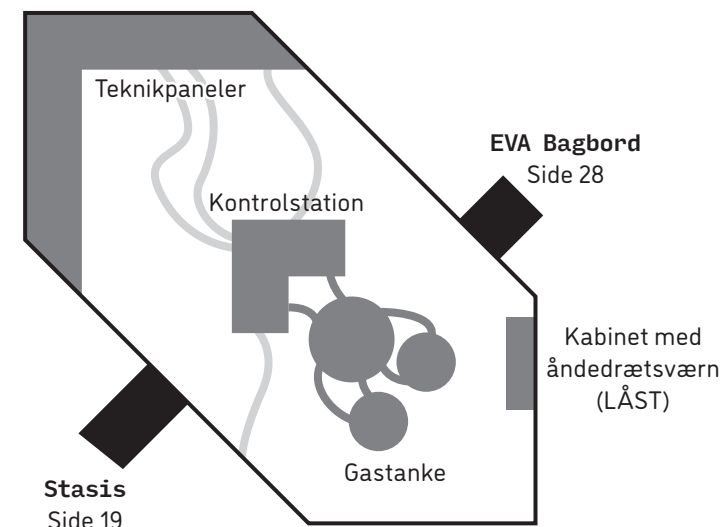 Teknikpaneler
EVA Bagbord
Side 28
Kontrolstation
Kabinet med
åndedrætsværn
(LÅST)
Gastanke
Stasis
Side 19